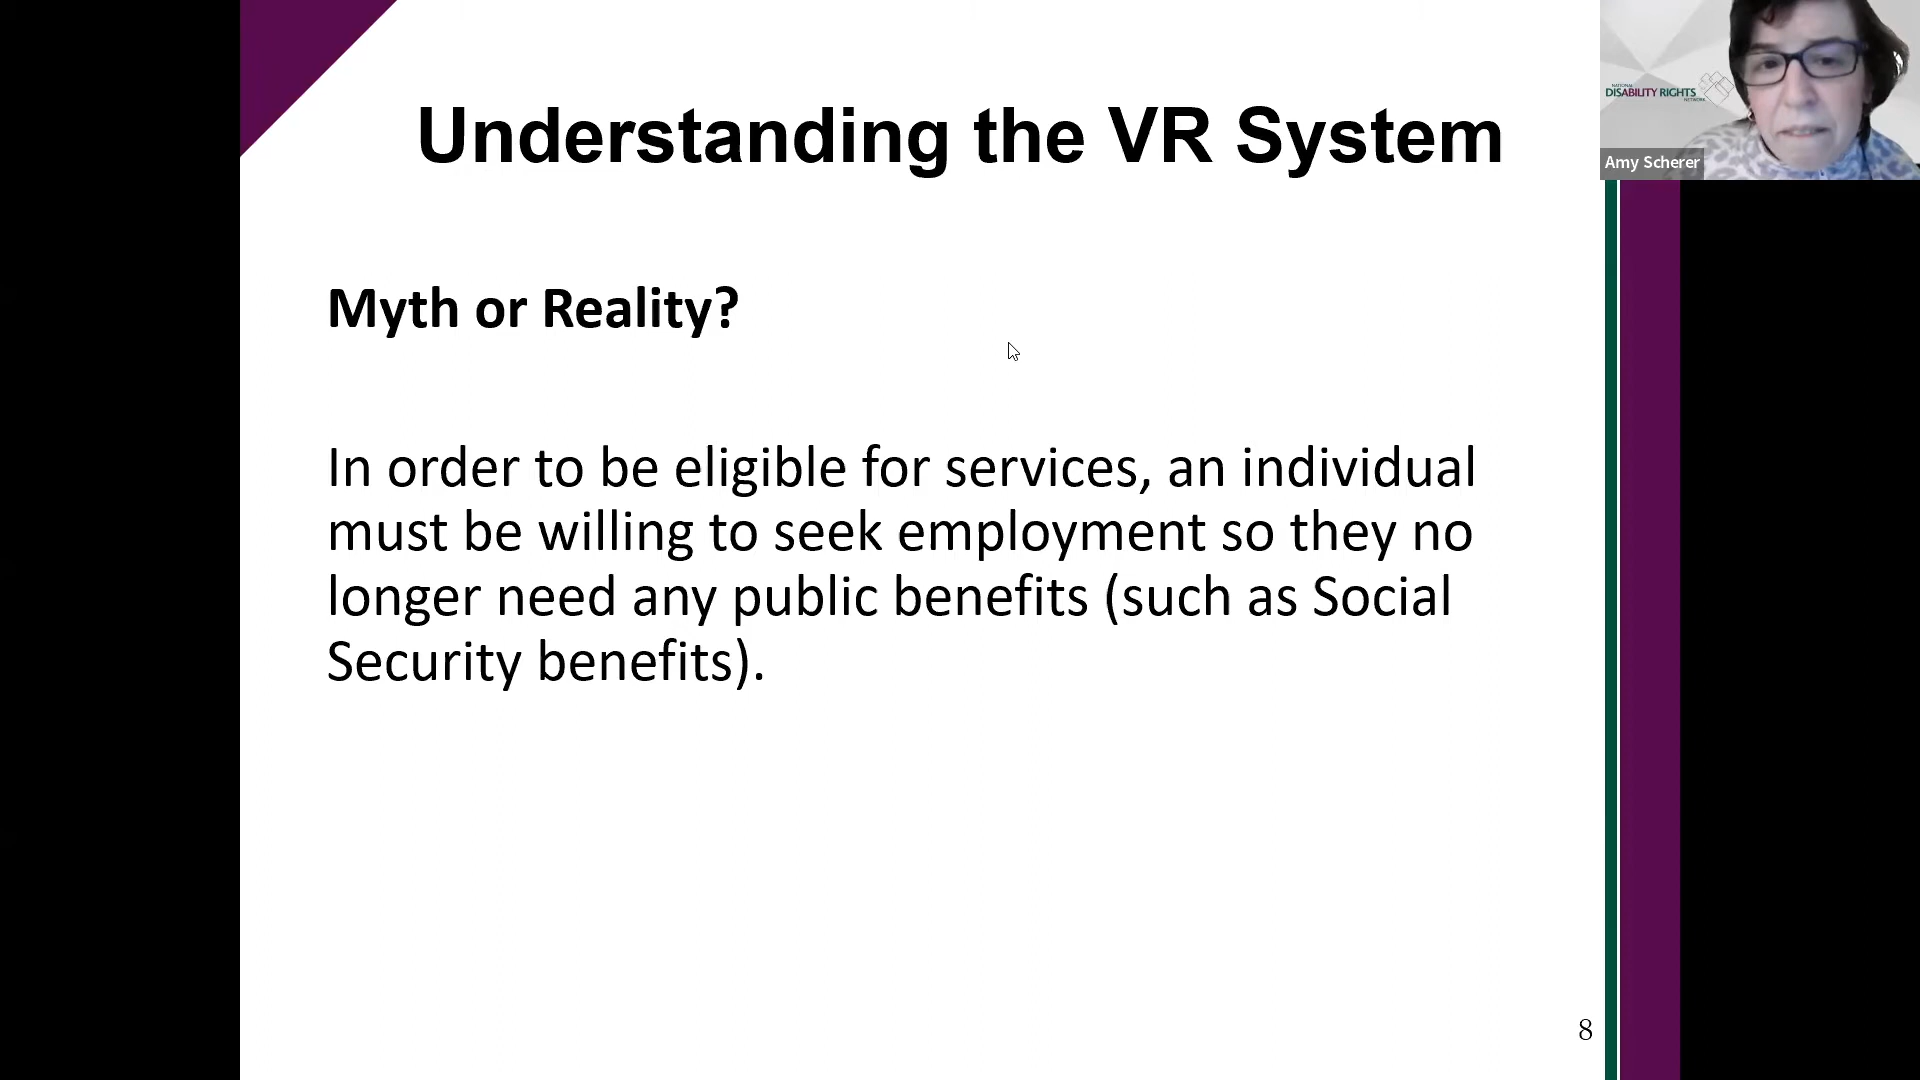 Understanding the VR System
NATIONAL
DISABILITY RIGHTS
NETWORK
Amy Scherer
Myth or Reality?
In order to be eligible for services, an individual
must be willing to seek employment so they no
longer need any public benefits (such as Social
Security benefits).
8